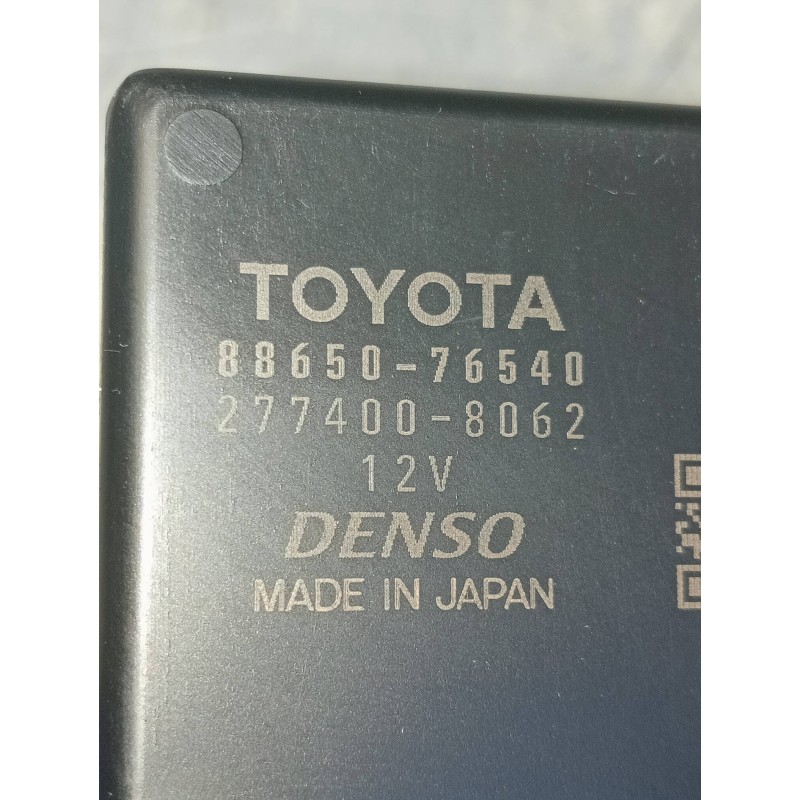 TOYOTA
88650-76540
277400-8062
12V
DENSO
MADE IN JAPAN